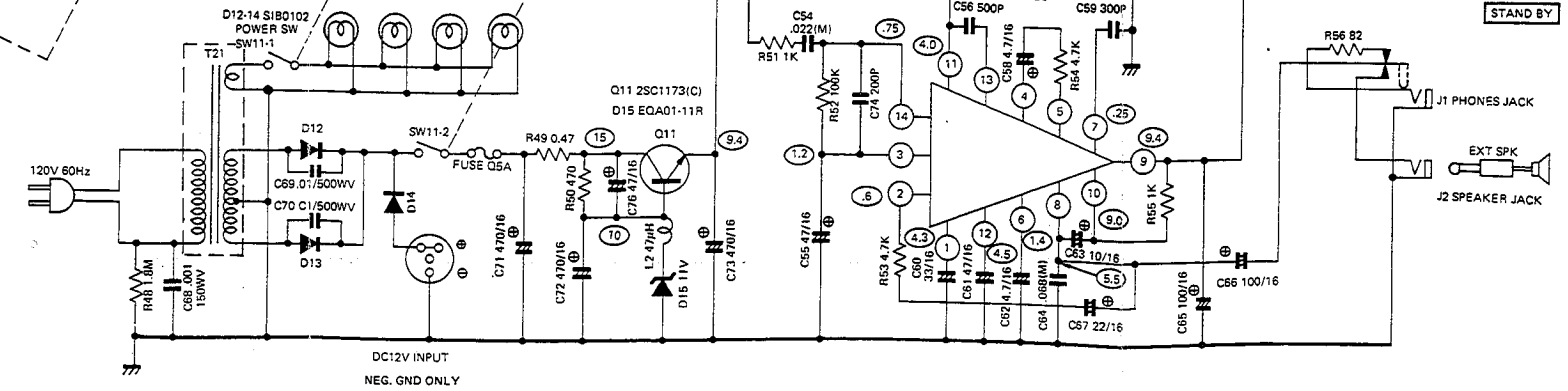 D12-14 SIB0102
POWER SW
SW11-1
T21
120V 60Hz
D12
C69.01/500WV
C70 C1/500WV
D13
R48 1.8M
C68 .001
150WV
SW11-2
FUSE Q5A
D14
DC12V INPUT
NEG. GND ONLY
C71 470/16
R49 0.47
15
R50 470
C76 47/16
Q11 2SC1173(C)
D15 EQA01-11R
Q11
9.4
10
C72 470/16
L2 47μH
D15 11V
C73 470/16
C54
.022(M)
R51 1K
.75
R52 100K
C74 200P
1.2
C55 47/16
.6
C56 500P
4.0
11
13
C58 4.7/16
4
R54 4.7K
5
C59 300P
7
.25
14
3
2
9
9.4
10
9.0
R55 1K
8
6
1.4
12
4.5
1
4.3
R53 4.7K
C60
33/16
C61 47/16
C62 4.7/16
C63 10/16
5.5
C64 .068(M)
C67 22/16
C65 100/16
C66 100/16
STAND BY
R56 82
J1 PHONES JACK
EXT SPK
J2 SPEAKER JACK